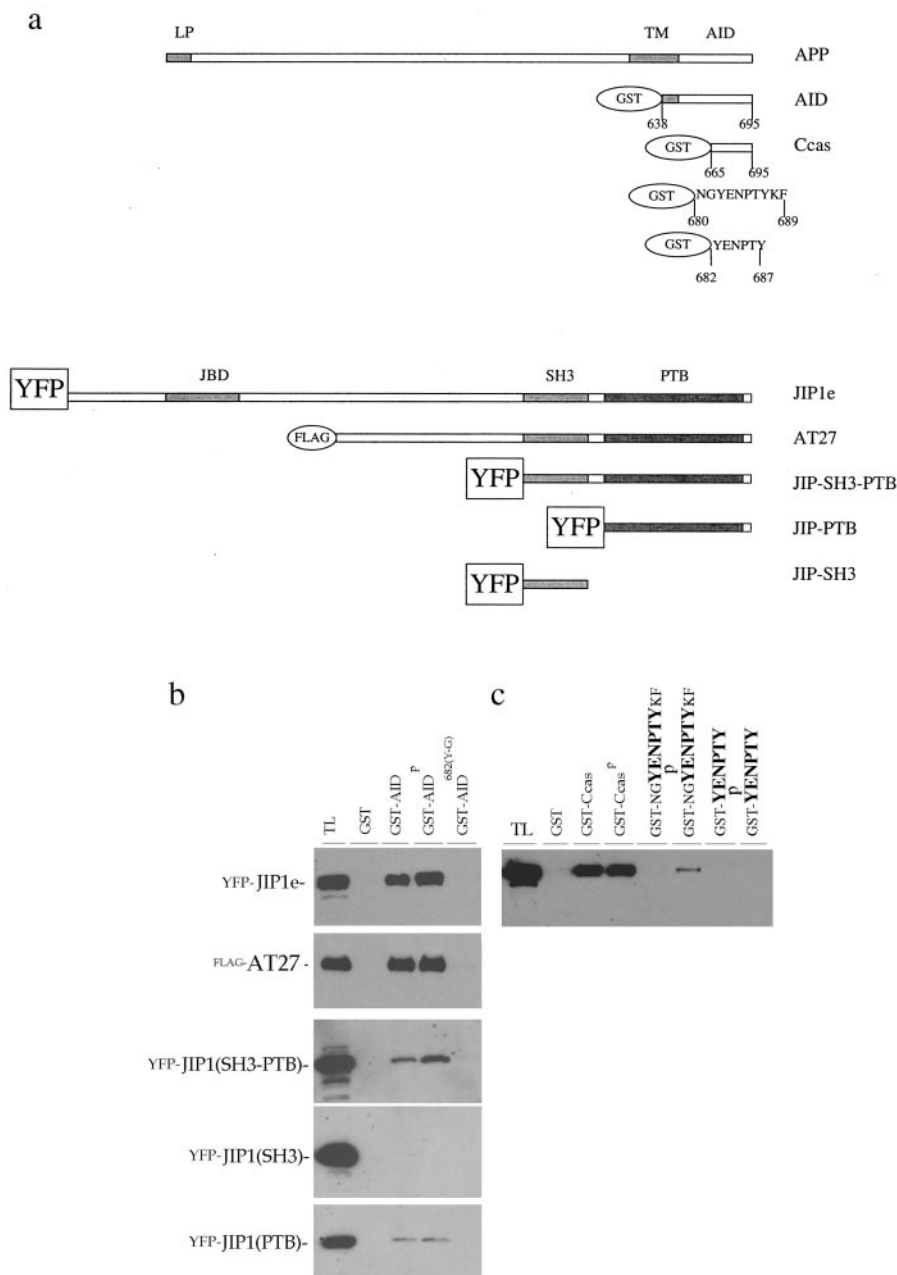 a
LP TM AID
APP
GST AID
638 695
GST Ccas
665 695
GST NGYENPTYKF
680 689
GST YENPTY
682 687
YFP JBD SH3 PTB JIP1e
FLAG AT27
YFP JIP-SH3-PTB
YFP JIP-PTB
YFP JIP-SH3
b
TL
GST
GST-AID
GST-AIDᵖ
GST-AID 682(Y-G)
YFP-JIP1e-
FLAG-AT27 -
YFP-JIP1(SH3-PTB)-
YFP-JIP1(SH3)-
YFP-JIP1(PTB)-
c
TL
GST
GST-Ccas
GST-Ccasᵖ
GST-NGYENPTYKF
p
GST-NGYENPTYKF
GST-YENPTY
p
GST-YENPTY